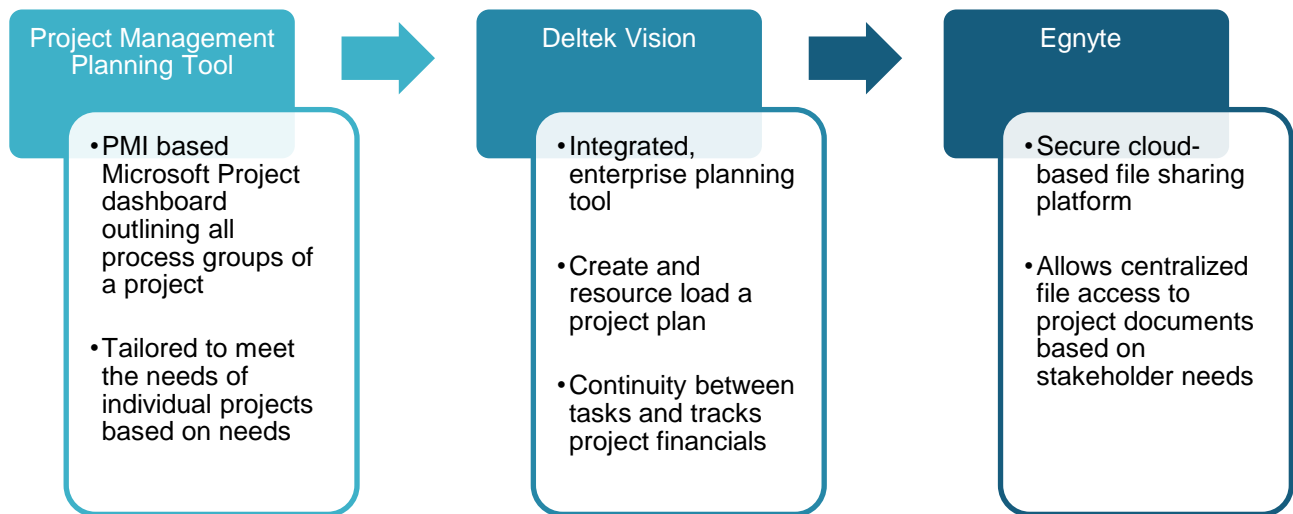 Project Management
Planning Tool
•PMI based
Microsoft Project
dashboard
outlining all
process groups of
a project
•Tailored to meet
the needs of
individual projects
based on needs
Deltek Vision
•Integrated,
enterprise planning
tool
•Create and
resource load a
project plan
•Continuity between
tasks and tracks
project financials
Egnyte
•Secure cloud-
based file sharing
platform
•Allows centralized
file access to
project documents
based on
stakeholder needs